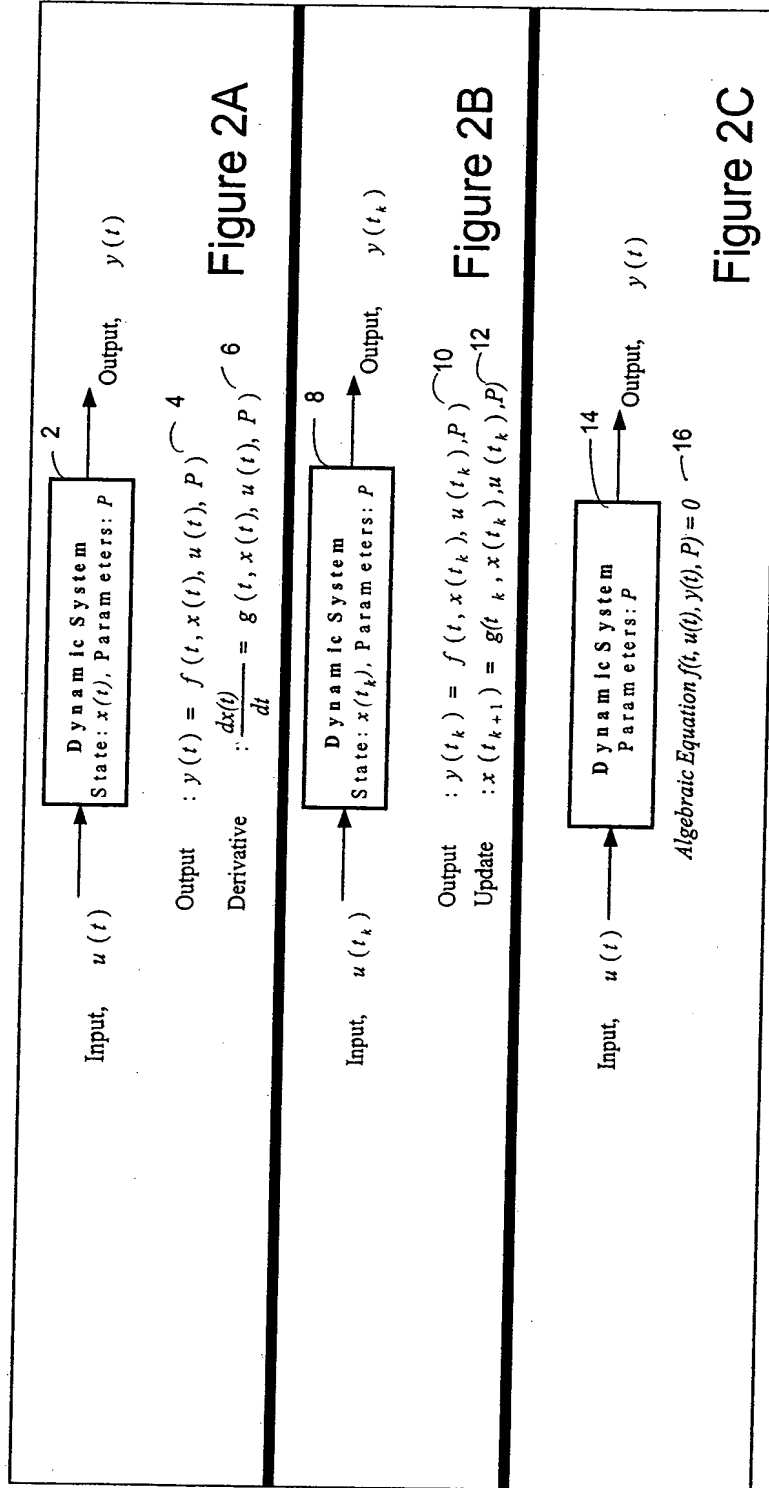 2
Dynamic System
State: x(t), Parameters: P
Input, u(t)
Output, y(t)
Output : y(t) = f(t, x(t), u(t), P) 4
Derivative : dx(t)/dt = g(t, x(t), u(t), P) 6
Figure 2A
8
Dynamic System
State: x(t_k), Parameters: P
Input, u(t_k)
Output, y(t_k)
Output : y(t_k) = f(t, x(t_k), u(t_k), P) 10
Update : x(t_{k+1}) = g(t_k, x(t_k), u(t_k), P) 12
Figure 2B
14
Dynamic System
Parameters: P
Input, u(t)
Output, y(t)
Algebraic Equation f(t, u(t), y(t), P) = 0 16
Figure 2C